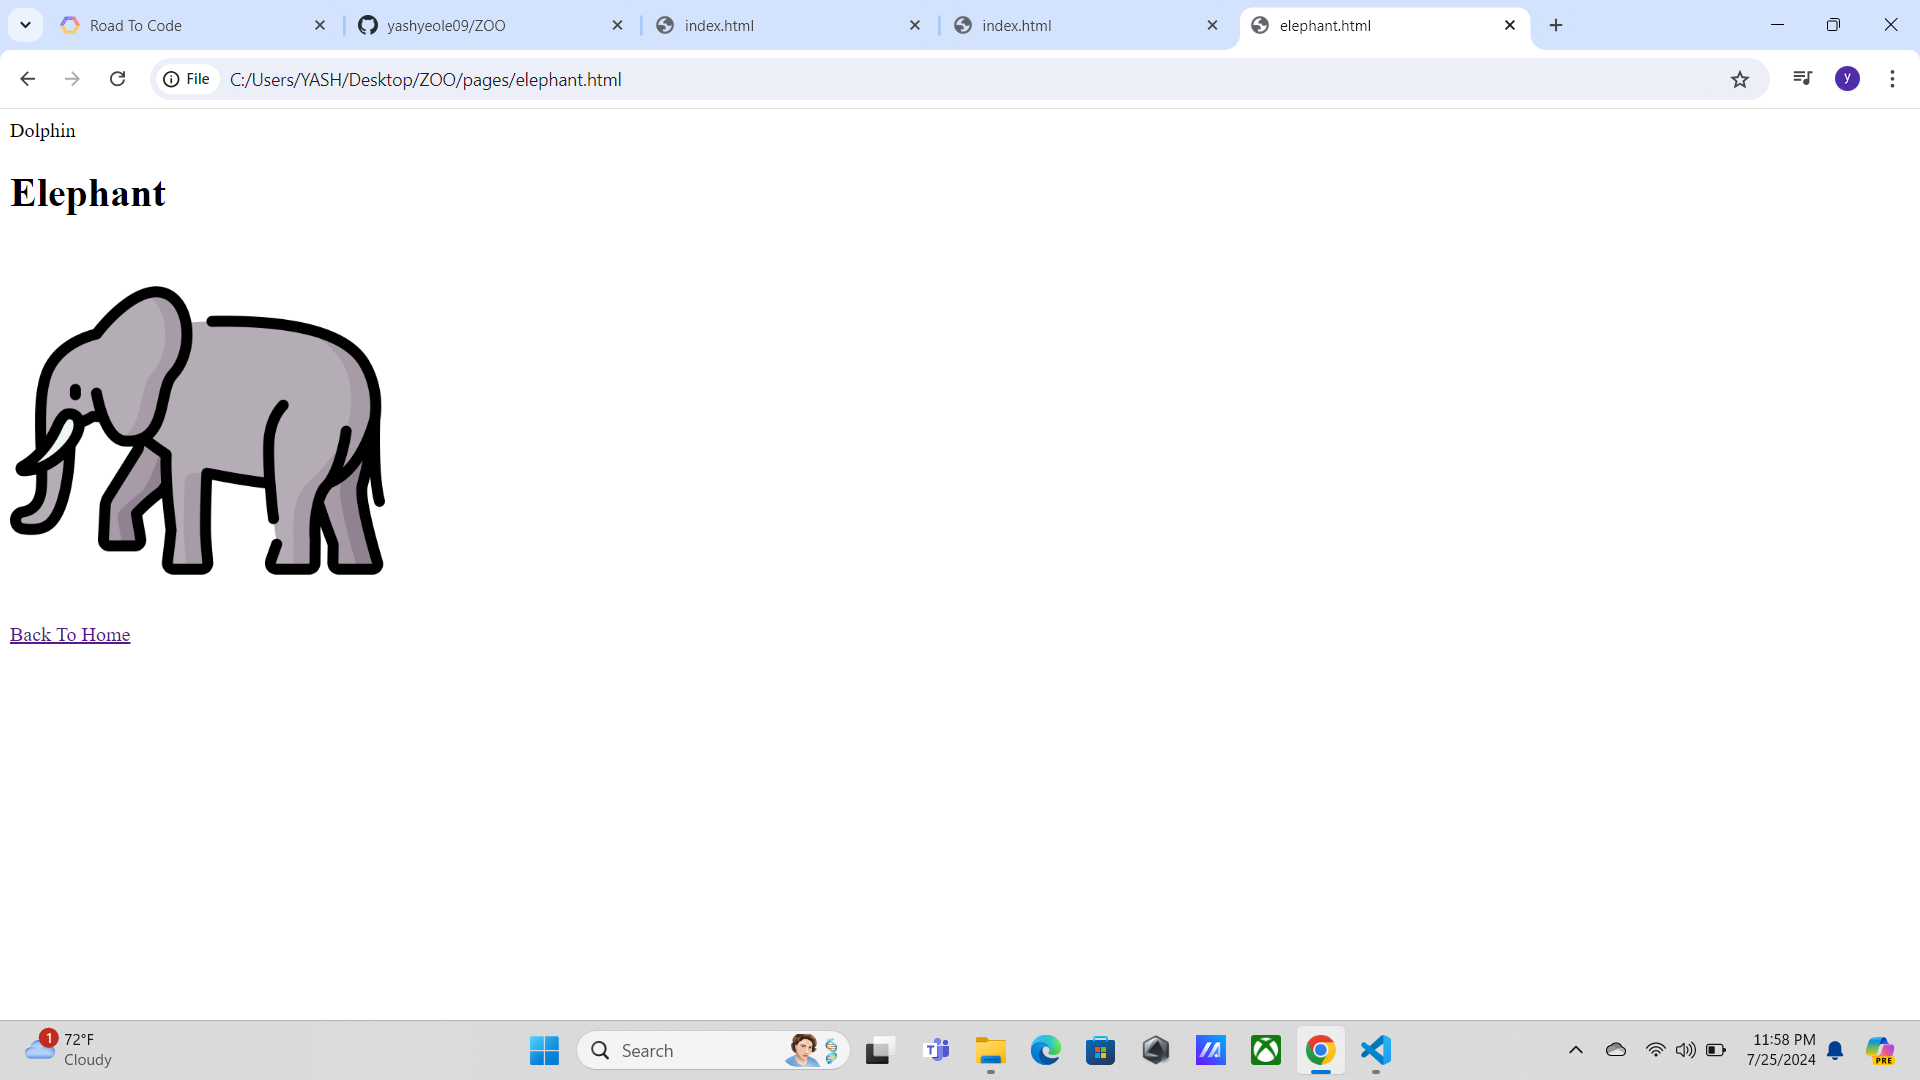 Road To Code
yashyeole09/ZOO
index.html
index.html
elephant.html
File
C:/Users/YASH/Desktop/ZOO/pages/elephant.html
y
Dolphin
Elephant
Back To Home
1
72°F
Cloudy
Search
T
11:58 PM
7/25/2024
PRE